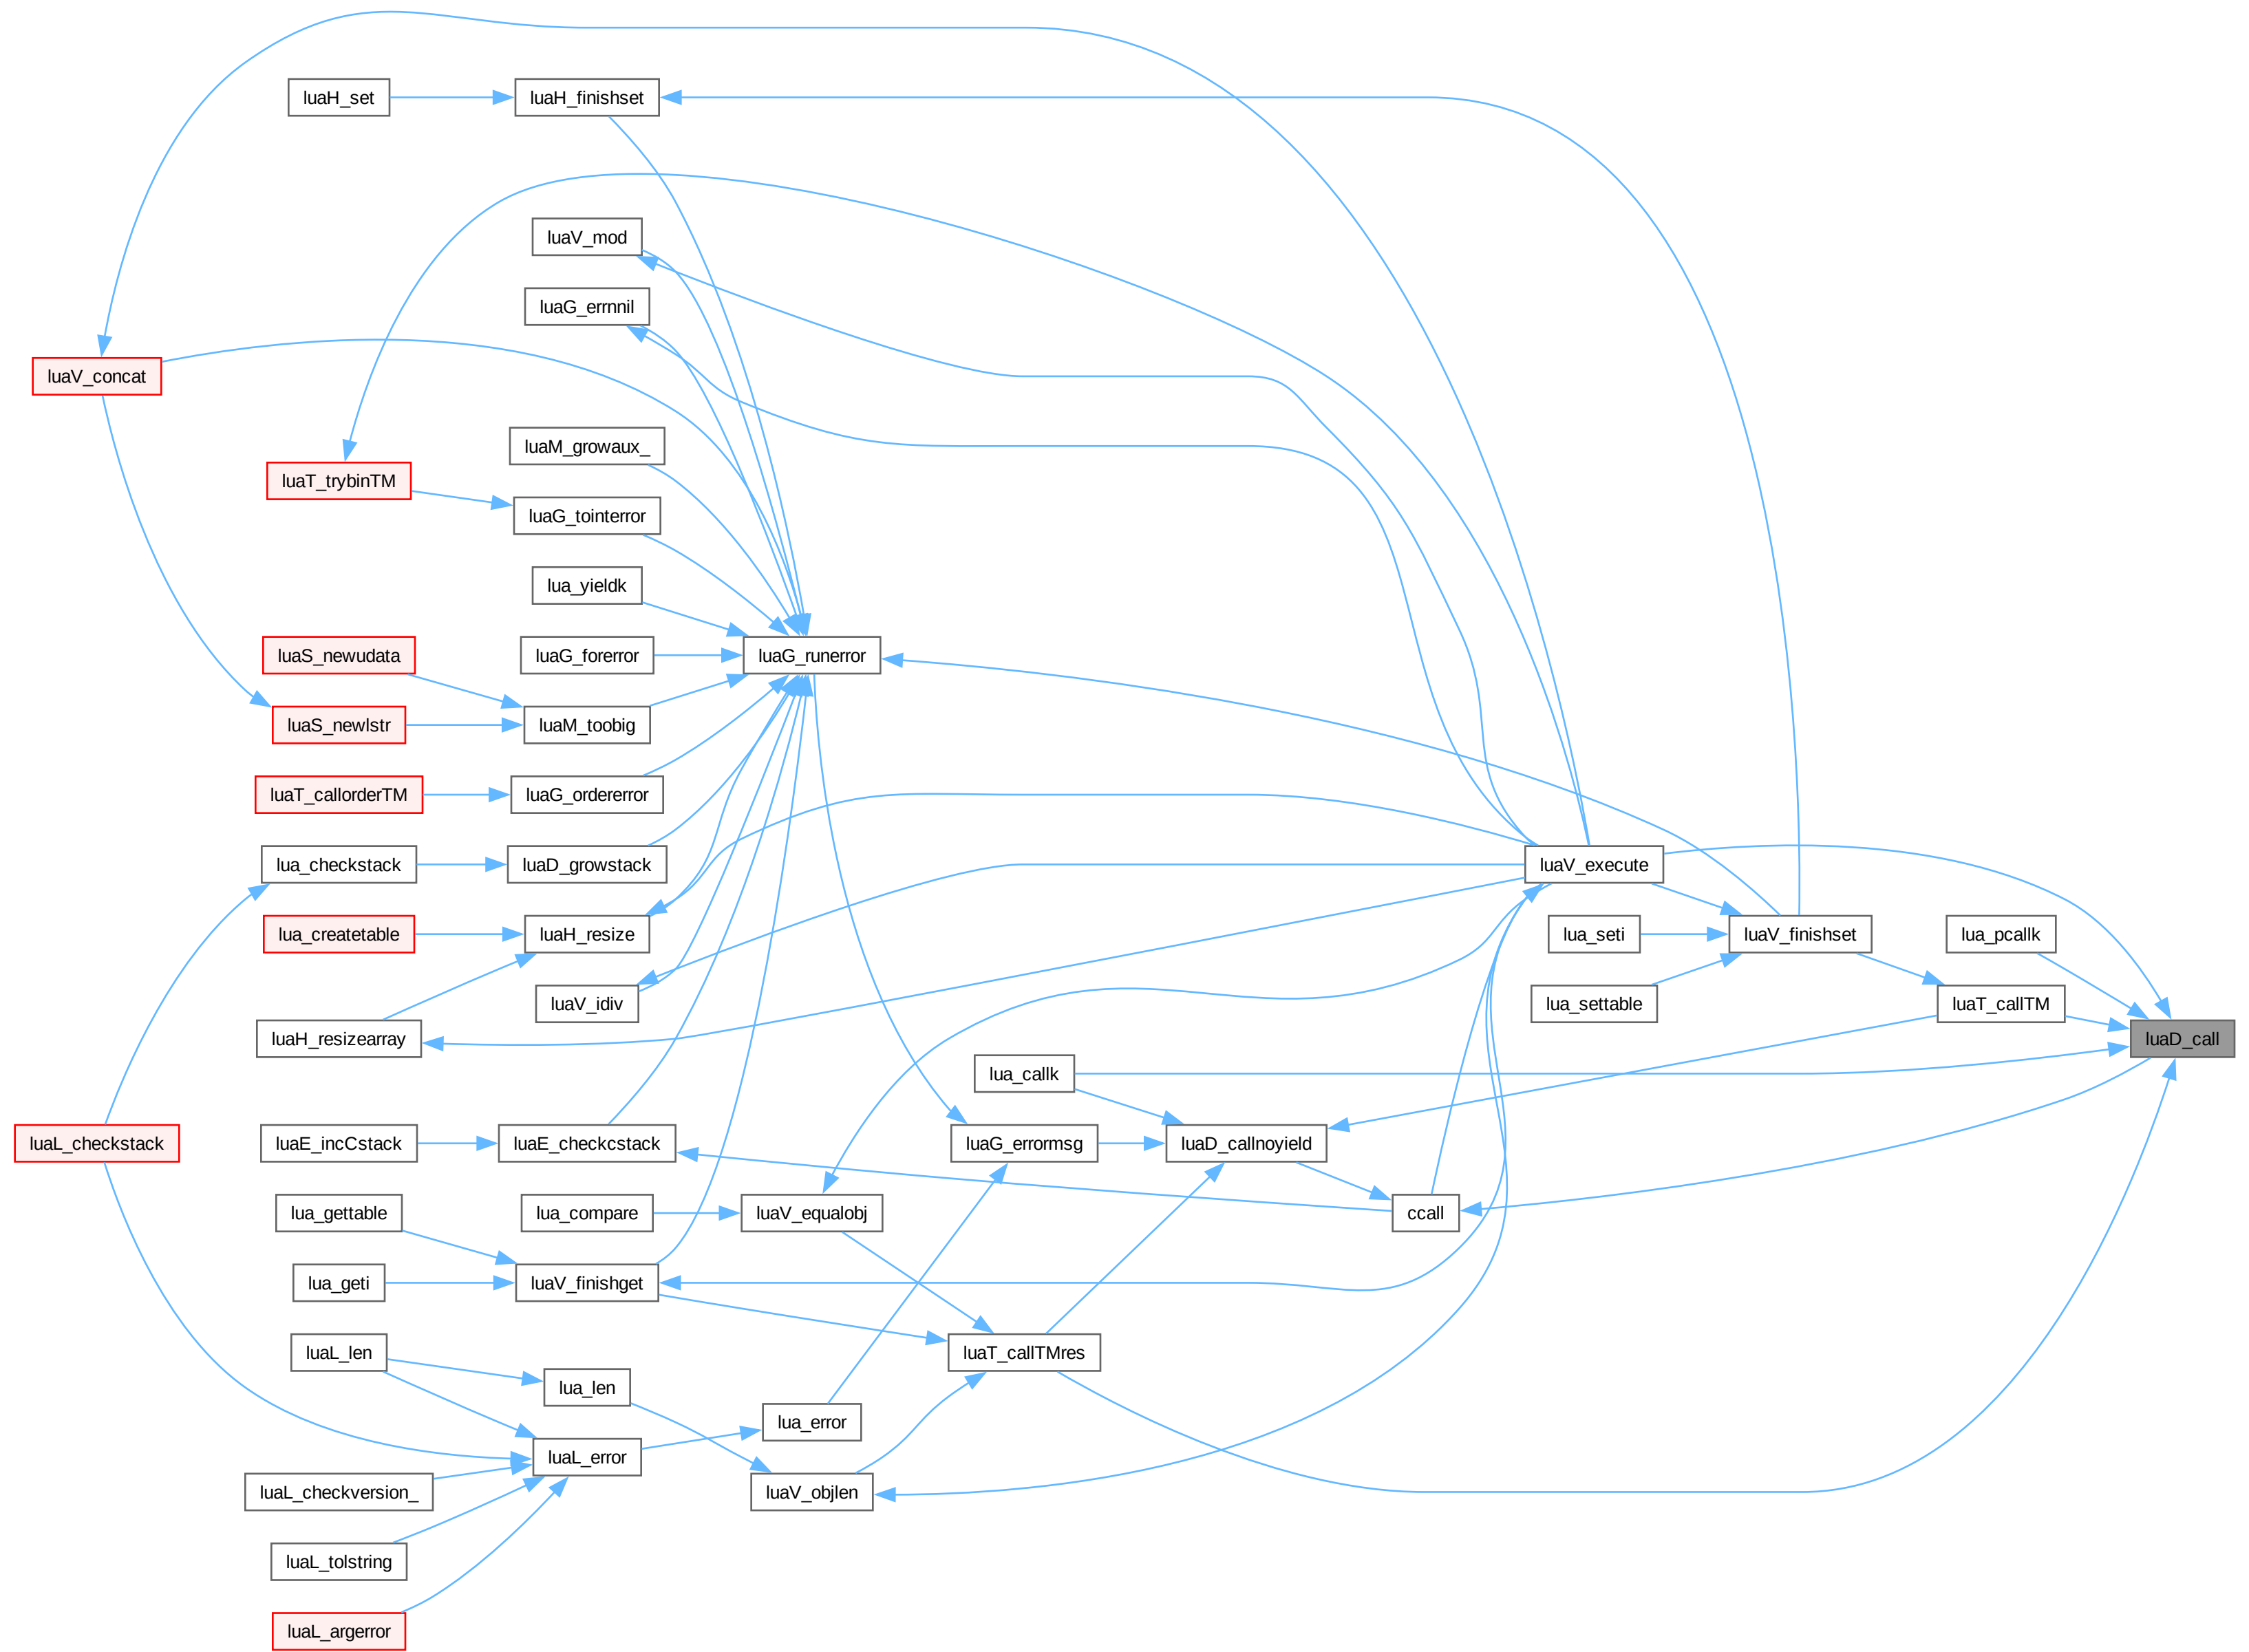 luaH_set
luaH_finishset
luaV_mod
luaG_errnnil
luaV_concat
luaM_growaux_
luaT_trybinTM
luaG_tointerror
lua_yieldk
luaS_newudata
luaG_forerror
luaG_runerror
luaS_newlstr
luaM_toobig
luaT_callorderTM
luaG_ordererror
lua_checkstack
luaD_growstack
luaV_execute
lua_createtable
luaH_resize
lua_seti
luaV_finishset
lua_pcallk
luaV_idiv
lua_settable
luaT_callTM
luaH_resizearray
luaD_call
lua_callk
luaL_checkstack
luaE_incCstack
luaE_checkcstack
luaG_errormsg
luaD_callnoyield
lua_gettable
lua_compare
luaV_equalobj
ccall
lua_geti
luaV_finishget
luaL_len
luaT_callTMres
lua_len
lua_error
luaL_error
luaL_checkversion_
luaV_objlen
luaL_tolstring
luaL_argerror